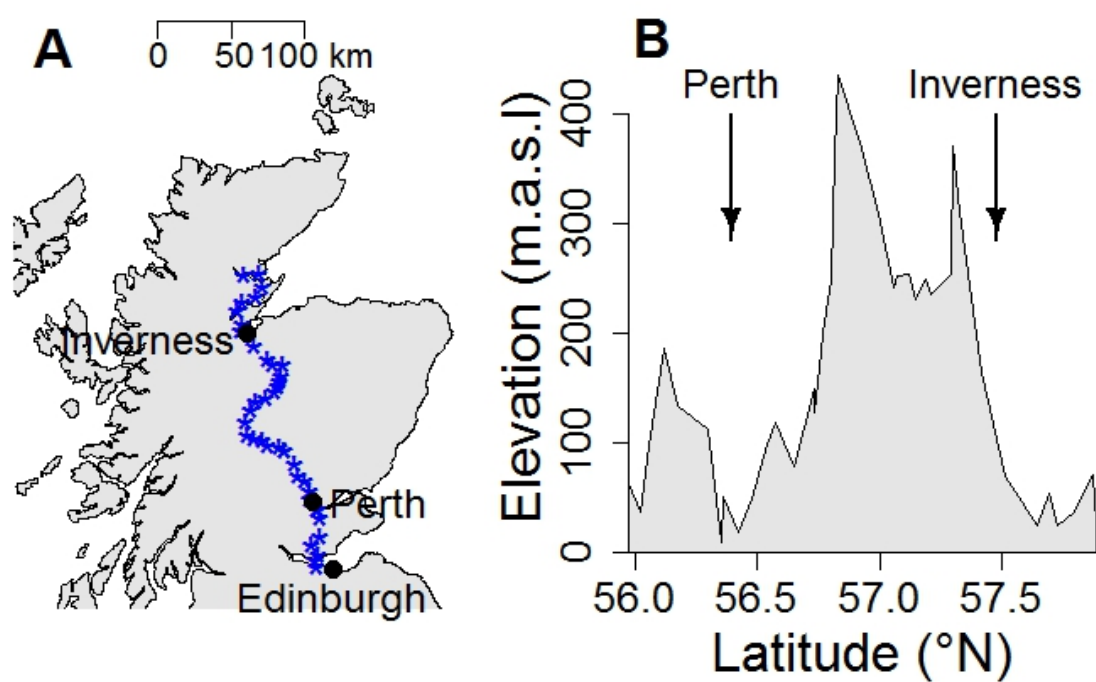 A
0 50 100 km
Inverness
Perth
Edinburgh
B
Perth Inverness
Elevation (m.a.s.l)
400
300
200
100
0
56.0 56.5 57.0 57.5
Latitude (°N)